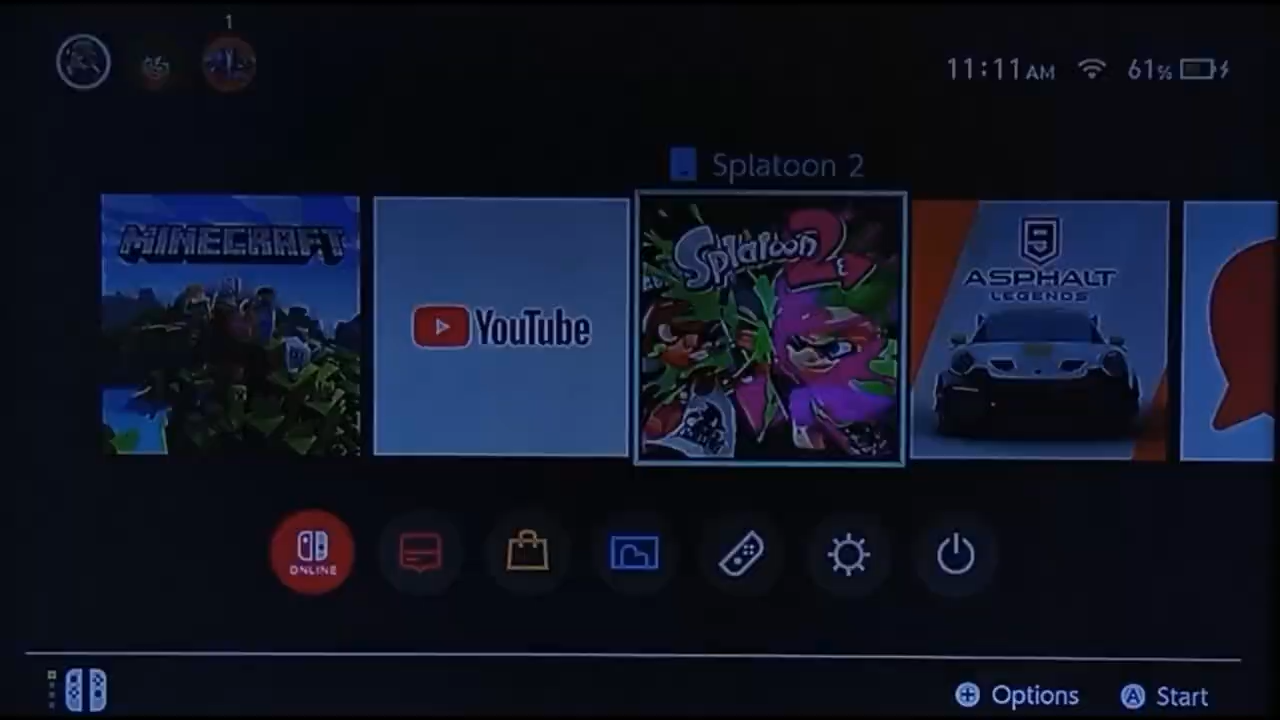 1
11:11 AM 61%
Splatoon 2
MINECRAFT
YouTube
Splatoon 2
9
ASPHALT
LEGENDS
ONLINE
Options
A Start